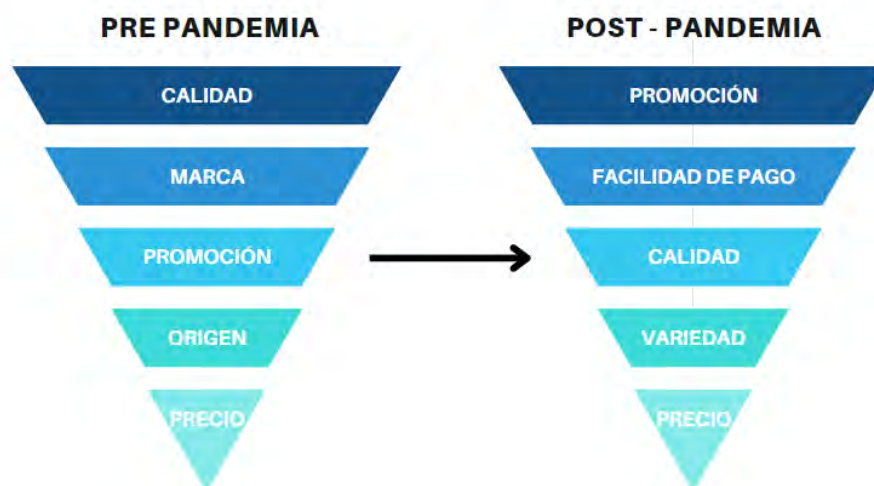 PRE PANDEMIA
CALIDAD
MARCA
PROMOCIÓN
ORIGEN
PRECIO
POST - PANDEMIA
PROMOCIÓN
FACILIDAD DE PAGO
CALIDAD
VARIEDAD
PRECIO